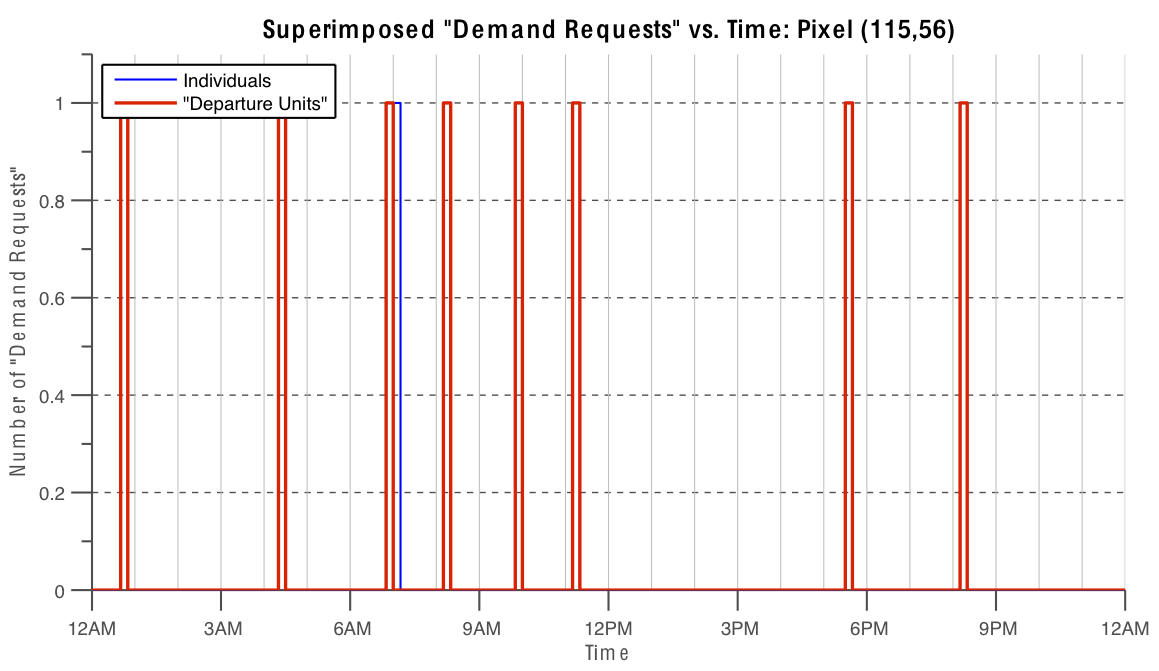 Superimposed "Demand Requests" vs. Time: Pixel (115,56)
Individuals
"Departure Units"
Number of "Demand Requests"
1
0.8
0.6
0.4
0.2
0
12AM 3AM 6AM 9AM 12PM 3PM 6PM 9PM 12AM
Time